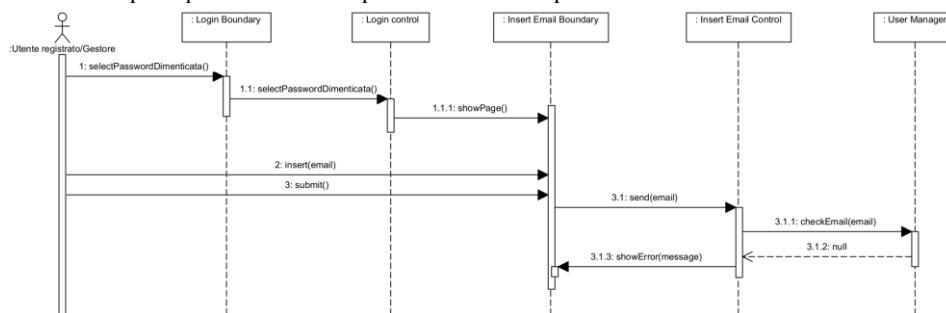 : Login Boundary
: Login control
: Insert Email Boundary
: Insert Email Control
: User Manager
:Utente registrato/Gestore
1: selectPasswordDimenticata()
1.1: selectPasswordDimenticata()
1.1.1: showPage()
2: insert(email)
3: submit()
3.1: send(email)
3.1.1: checkEmail(email)
3.1.2: null
3.1.3: showError(message)